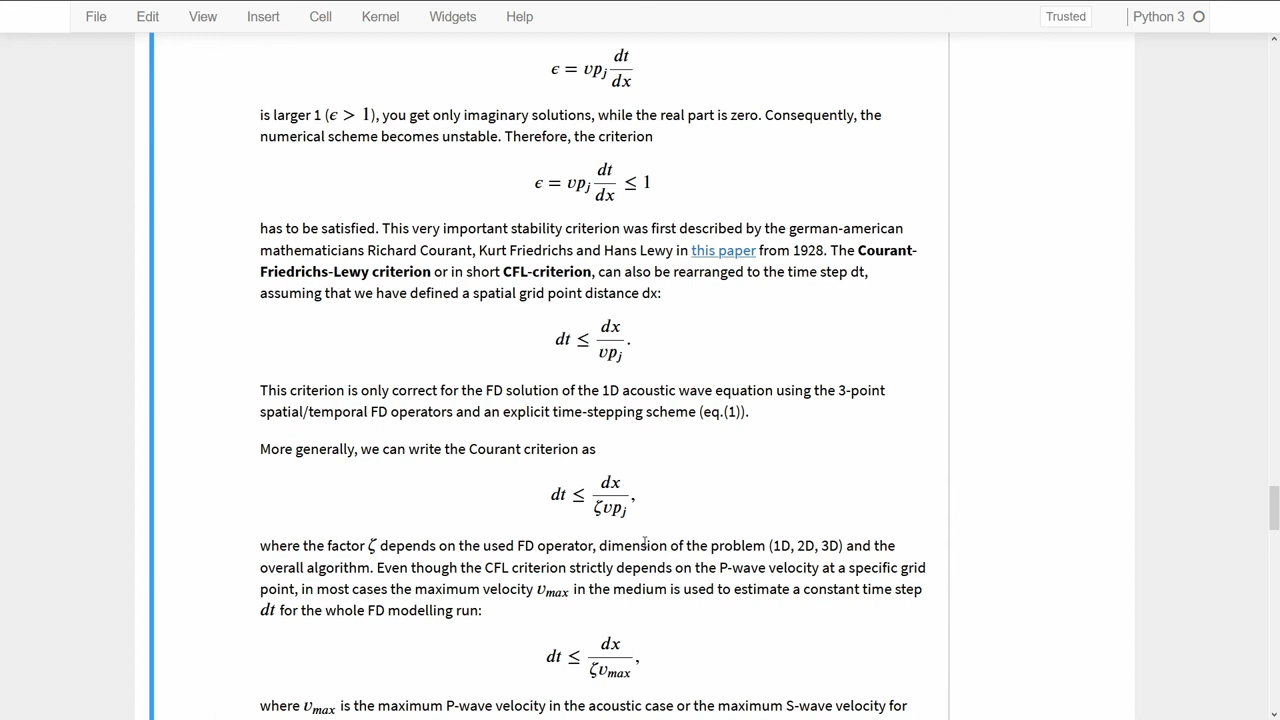 File Edit View Insert Cell Kernel Widgets Help Trusted Python 3
ϵ = vp_j dt/dx
is larger 1 (ϵ > 1), you get only imaginary solutions, while the real part is zero. Consequently, the
numerical scheme becomes unstable. Therefore, the criterion
ϵ = vp_j dt/dx ≤ 1
has to be satisfied. This very important stability criterion was first described by the german-american
mathematicians Richard Courant, Kurt Friedrichs and Hans Lewy in this paper from 1928. The Courant-
Friedrichs-Lewy criterion or in short CFL-criterion, can also be rearranged to the time step dt,
assuming that we have defined a spatial grid point distance dx:
dt ≤ dx/vp_j.
This criterion is only correct for the FD solution of the 1D acoustic wave equation using the 3-point
spatial/temporal FD operators and an explicit time-stepping scheme (eq.(1)).
More generally, we can write the Courant criterion as
dt ≤ dx/ζvp_j,
where the factor ζ depends on the used FD operator, dimension of the problem (1D, 2D, 3D) and the
overall algorithm. Even though the CFL criterion strictly depends on the P-wave velocity at a specific grid
point, in most cases the maximum velocity v_max in the medium is used to estimate a constant time step
dt for the whole FD modelling run:
dt ≤ dx/ζv_max,
where v_max is the maximum P-wave velocity in the acoustic case or the maximum S-wave velocity for